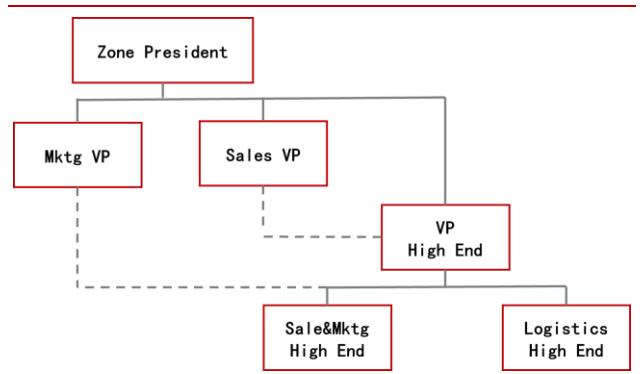 Zone President
Mktg VP
Sales VP
VP
High End
Sale&Mktg
High End
Logistics
High End